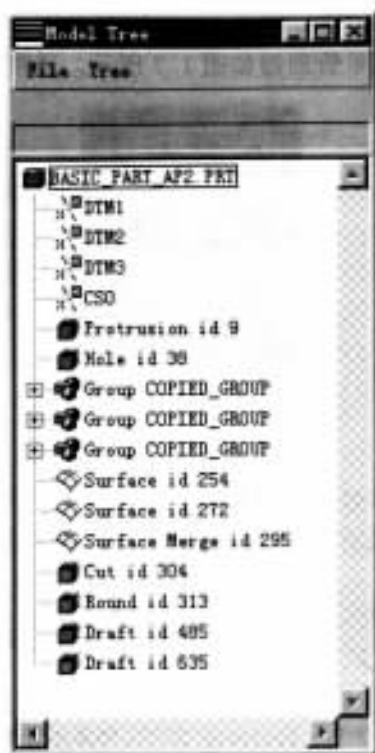 Model Tree
File Tree
BASIC_PART_AP2.PRT
DTM1
DTM2
DTM3
CS0
Protrusion id 9
Hole id 38
Group COPIED_GROUP
Group COPIED_GROUP
Group COPIED_GROUP
Surface id 254
Surface id 272
Surface Merge id 295
Cut id 304
Round id 313
Draft id 485
Draft id 635